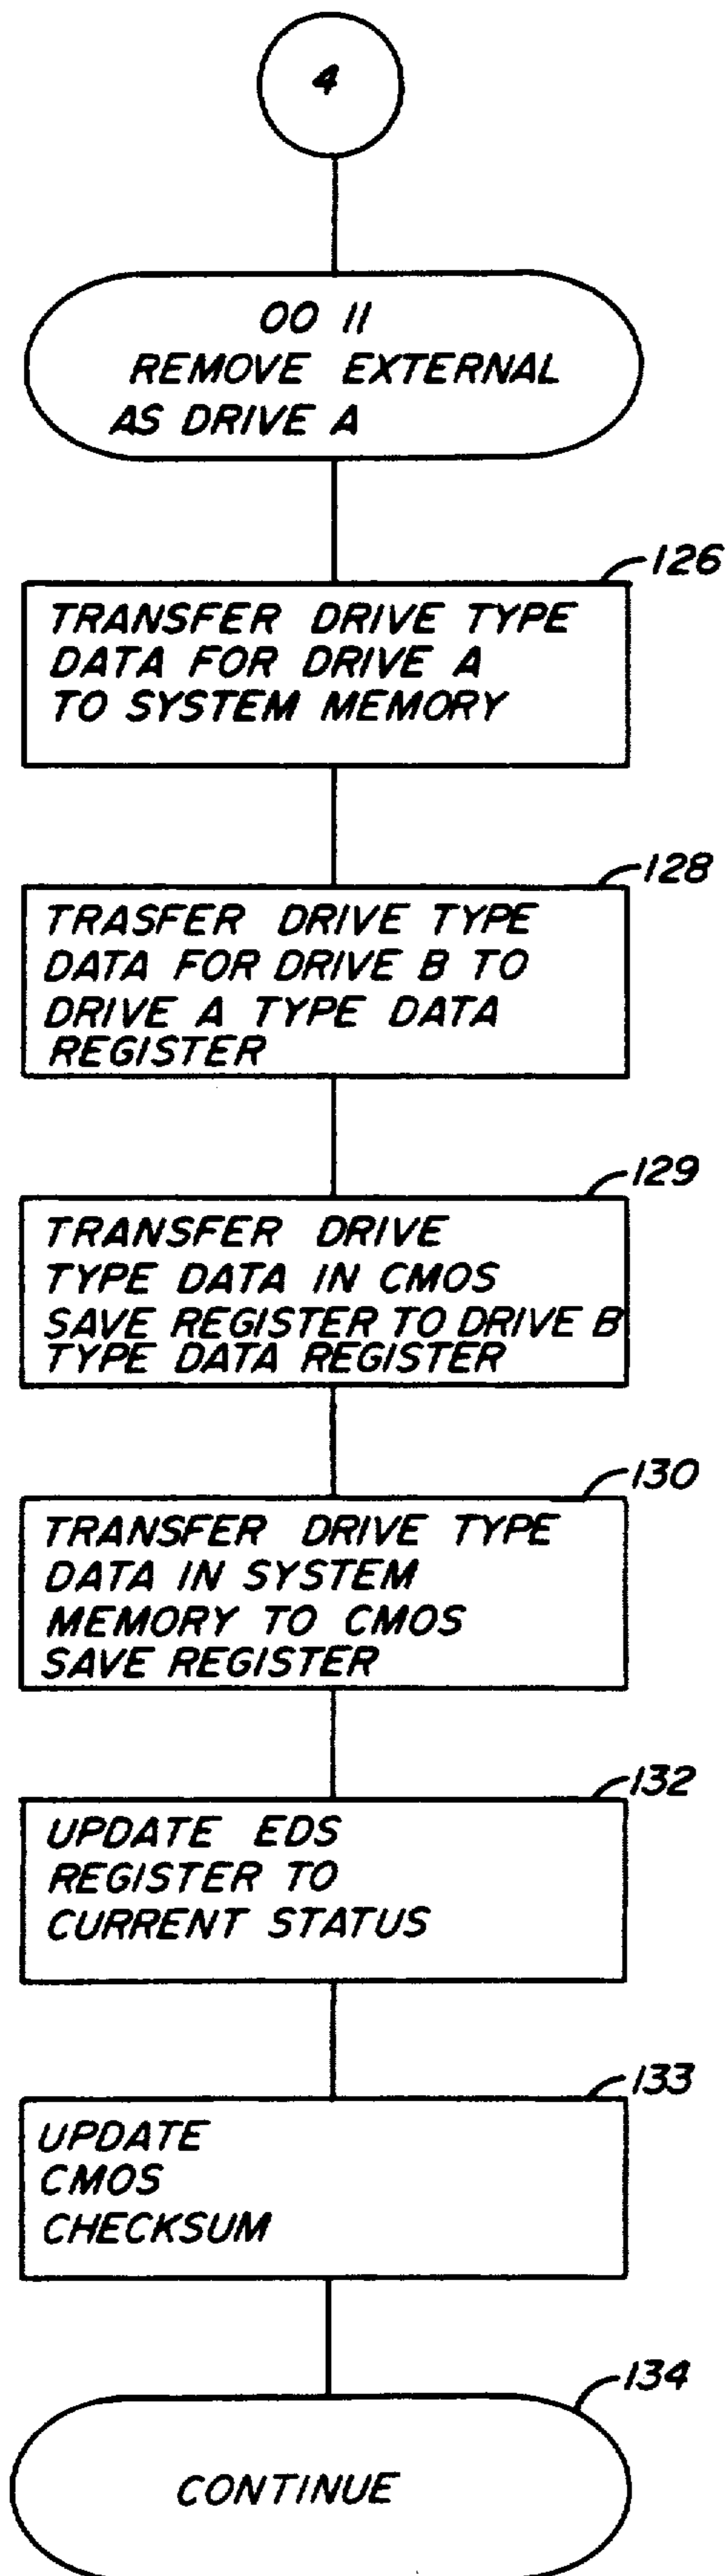 4
00 11
REMOVE EXTERNAL
AS DRIVE A
126
TRANSFER DRIVE TYPE
DATA FOR DRIVE A
TO SYSTEM MEMORY
128
TRASFER DRIVE TYPE
DATA FOR DRIVE B TO
DRIVE A TYPE DATA
REGISTER
129
TRANSFER DRIVE
TYPE DATA IN CMOS
SAVE REGISTER TO DRIVE B
TYPE DATA REGISTER
130
TRANSFER DRIVE TYPE
DATA IN SYSTEM
MEMORY TO CMOS
SAVE REGISTER
132
UPDATE EDS
REGISTER TO
CURRENT STATUS
133
UPDATE
CMOS
CHECKSUM
134
CONTINUE